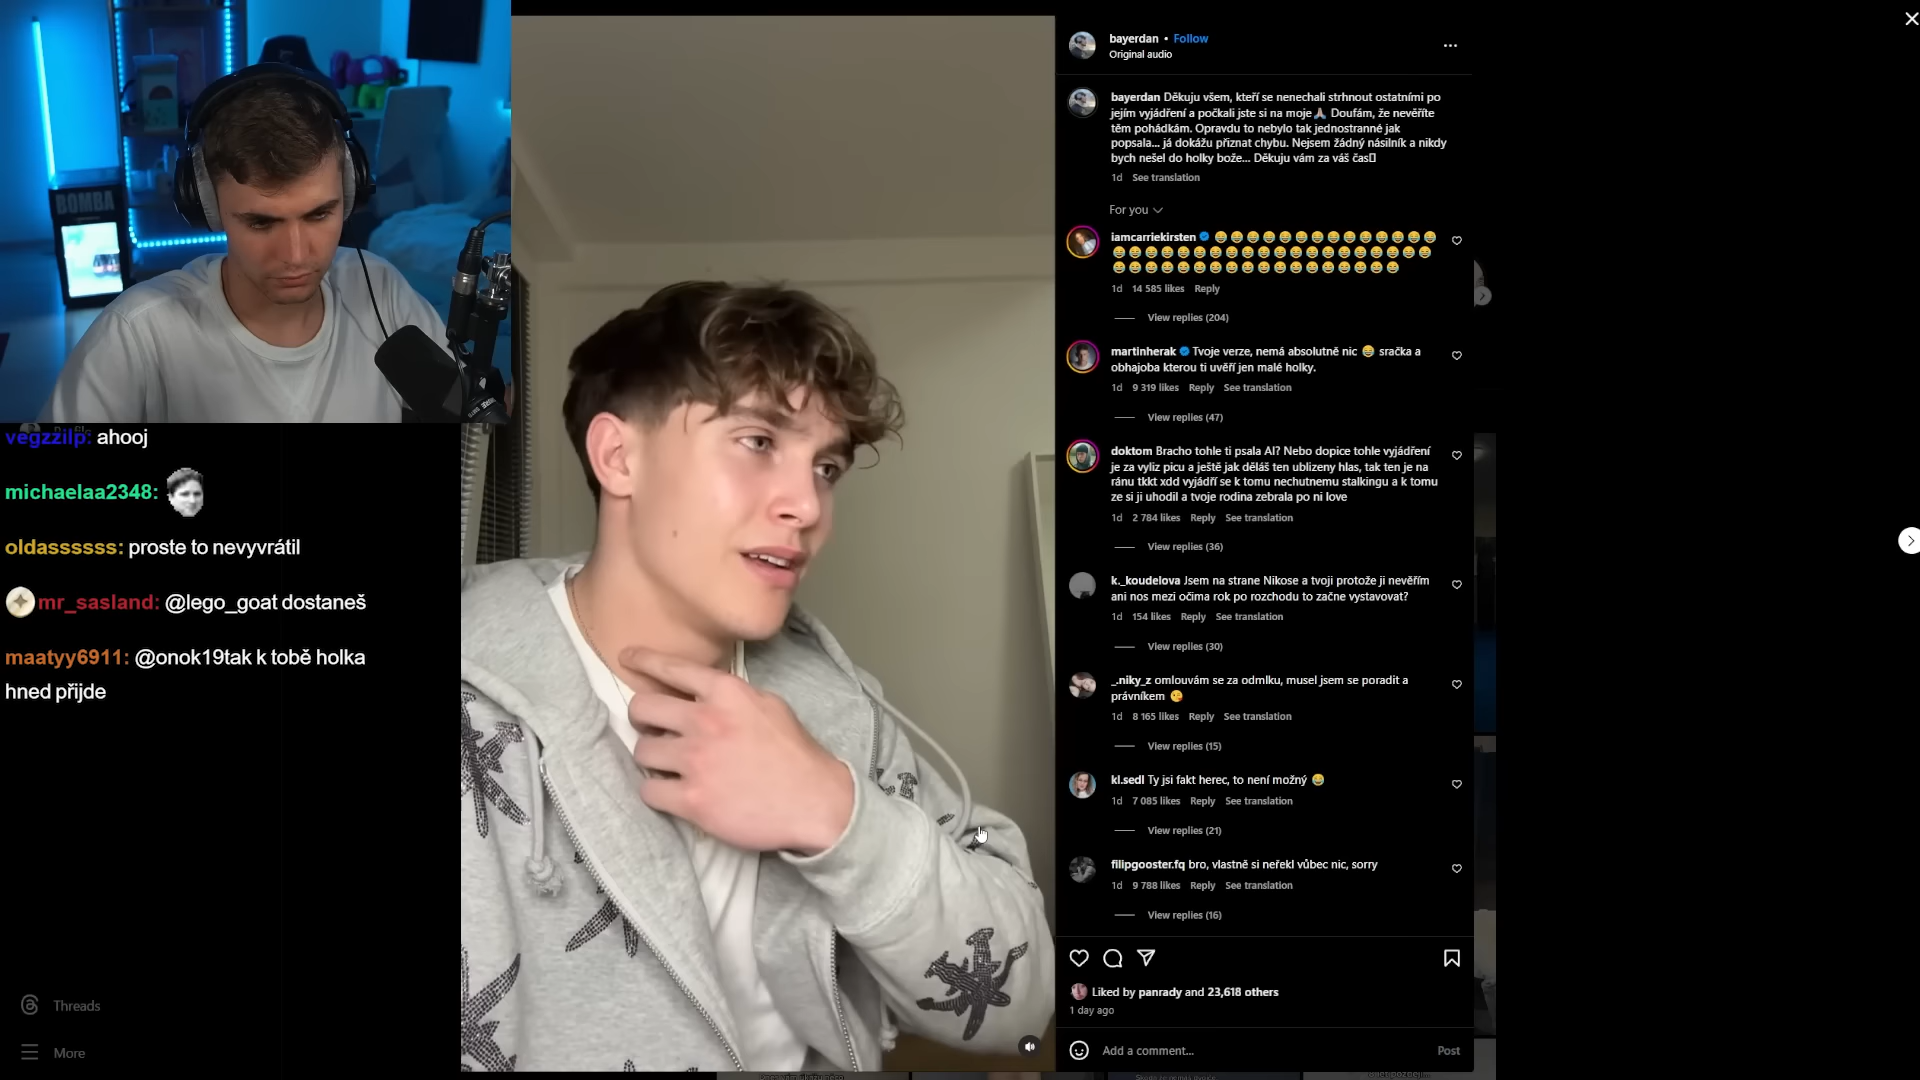 BOMBA
vegzzilp: ahooj
michaelaa2348:
oldassssss: proste to nevyvrátil
mr_sasland: @lego_goat dostaneš
maatyy6911: @onok19tak k tobě holka
hned přijde
Threads
More
bayerdan • Follow
Original audio
bayerdan Děkuju všem, kteří se nenechali strhnout ostatními po
jejím vyjádření a počkali jste si na moje🙏🏼 Doufám, že nevěříte
těm pohádkám. Opravdu to nebylo tak jednostranné jak
popsala... já dokážu přiznat chybu. Nejsem žádný násilník a nikdy
bych nešel do holky bože... Děkuju vám za váš čas
1d See translation
For you
iamcarriekirsten 😂😂😂😂😂😂😂😂😂😂😂😂😂😂
😂😂😂😂😂😂😂😂😂😂😂😂😂😂😂😂😂😂😂😂
😂😂😂😂😂😂😂😂😂😂😂😂😂😂😂😂😂😂
1d 14 585 likes Reply
View replies (204)
martinherak Tvoje verze, nemá absolutně nic 😂 sračka a
obhajoba kterou ti uvěří jen malé holky.
1d 9 319 likes Reply See translation
View replies (47)
doktom Bracho tohle ti psala AI? Nebo dopice tohle vyjádření
je za vyliz picu a ještě jak děláš ten ublizeny hlas, tak ten je na
ránu tkkt xdd vyjádří se k tomu nechutnemu stalkingu a k tomu
ze si ji uhodil a tvoje rodina zebrala po ni love
1d 2 784 likes Reply See translation
View replies (36)
k._koudelova Jsem na strane Nikose a tvoji protože ji nevěřím
ani nos mezi očima rok po rozchodu to začne vystavovat?
1d 154 likes Reply See translation
View replies (30)
_.niky_z omlouvám se za odmlku, musel jsem se poradit a
právníkem 😘
1d 8 165 likes Reply See translation
View replies (15)
kl.sedl Ty jsi fakt herec, to není možný 😂
1d 7 085 likes Reply See translation
View replies (21)
filipgooster.fq bro, vlastně si neřekl vůbec nic, sorry
1d 9 788 likes Reply See translation
View replies (16)
Liked by panrady and 23,618 others
1 day ago
Add a comment...
Post